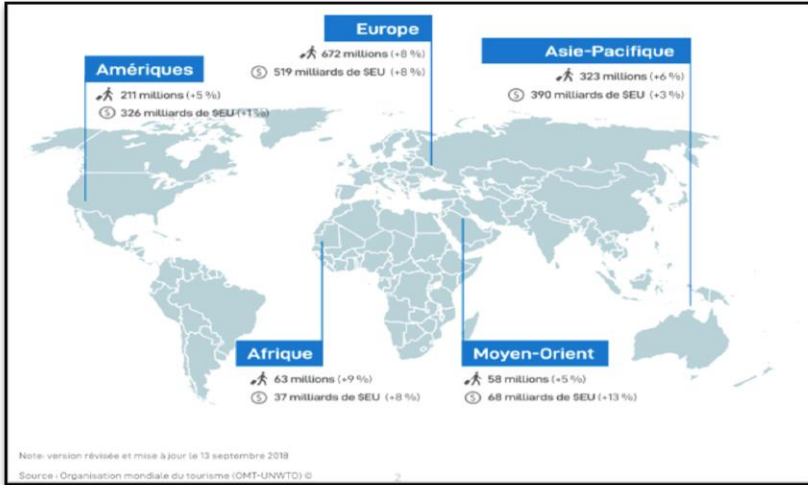 Europe
672 millions (+8 %)
519 milliards de $EU (+8 %)
Asie-Pacifique
323 millions (+6 %)
390 milliards de $EU (+3 %)
Amériques
211 millions (+5 %)
326 milliards de $EU (+1 %)
Afrique
63 millions (+9 %)
37 milliards de $EU (+8 %)
Moyen-Orient
58 millions (+5 %)
68 milliards de $EU (+13 %)
Note: version révisée et mise à jour le 13 septembre 2018
Source : Organisation mondiale du tourisme (OMT-UNWTO) ©
2